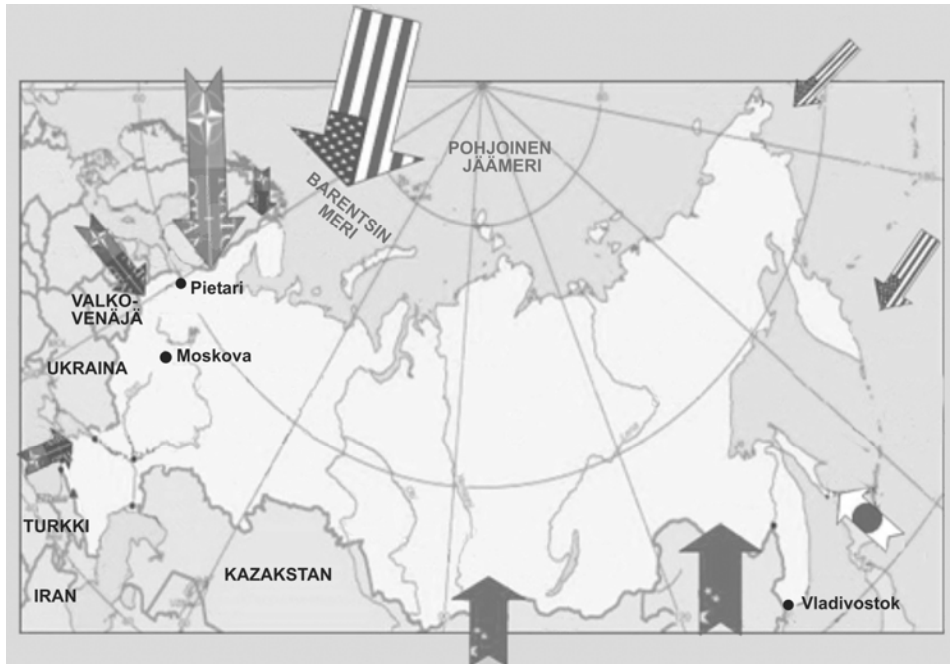 POHJOINEN
JÄÄMERI
BARENTSIN
MERI
Pietari
VALKO-
VENÄJÄ
Moskova
UKRAINA
TURKKI
KAZAKSTAN
IRAN
Vladivostok